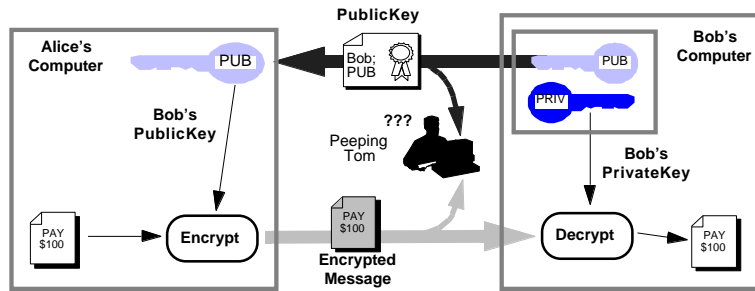 PublicKey
Alice's
Computer
PUB
Bob's
PublicKey
PAY
$100
Encrypt
Bob;
PUB
???
Peeping
Tom
PAY
$100
Encrypted
Message
Bob's
Computer
PUB
PRIV
Bob's
PrivateKey
Decrypt
PAY
$100